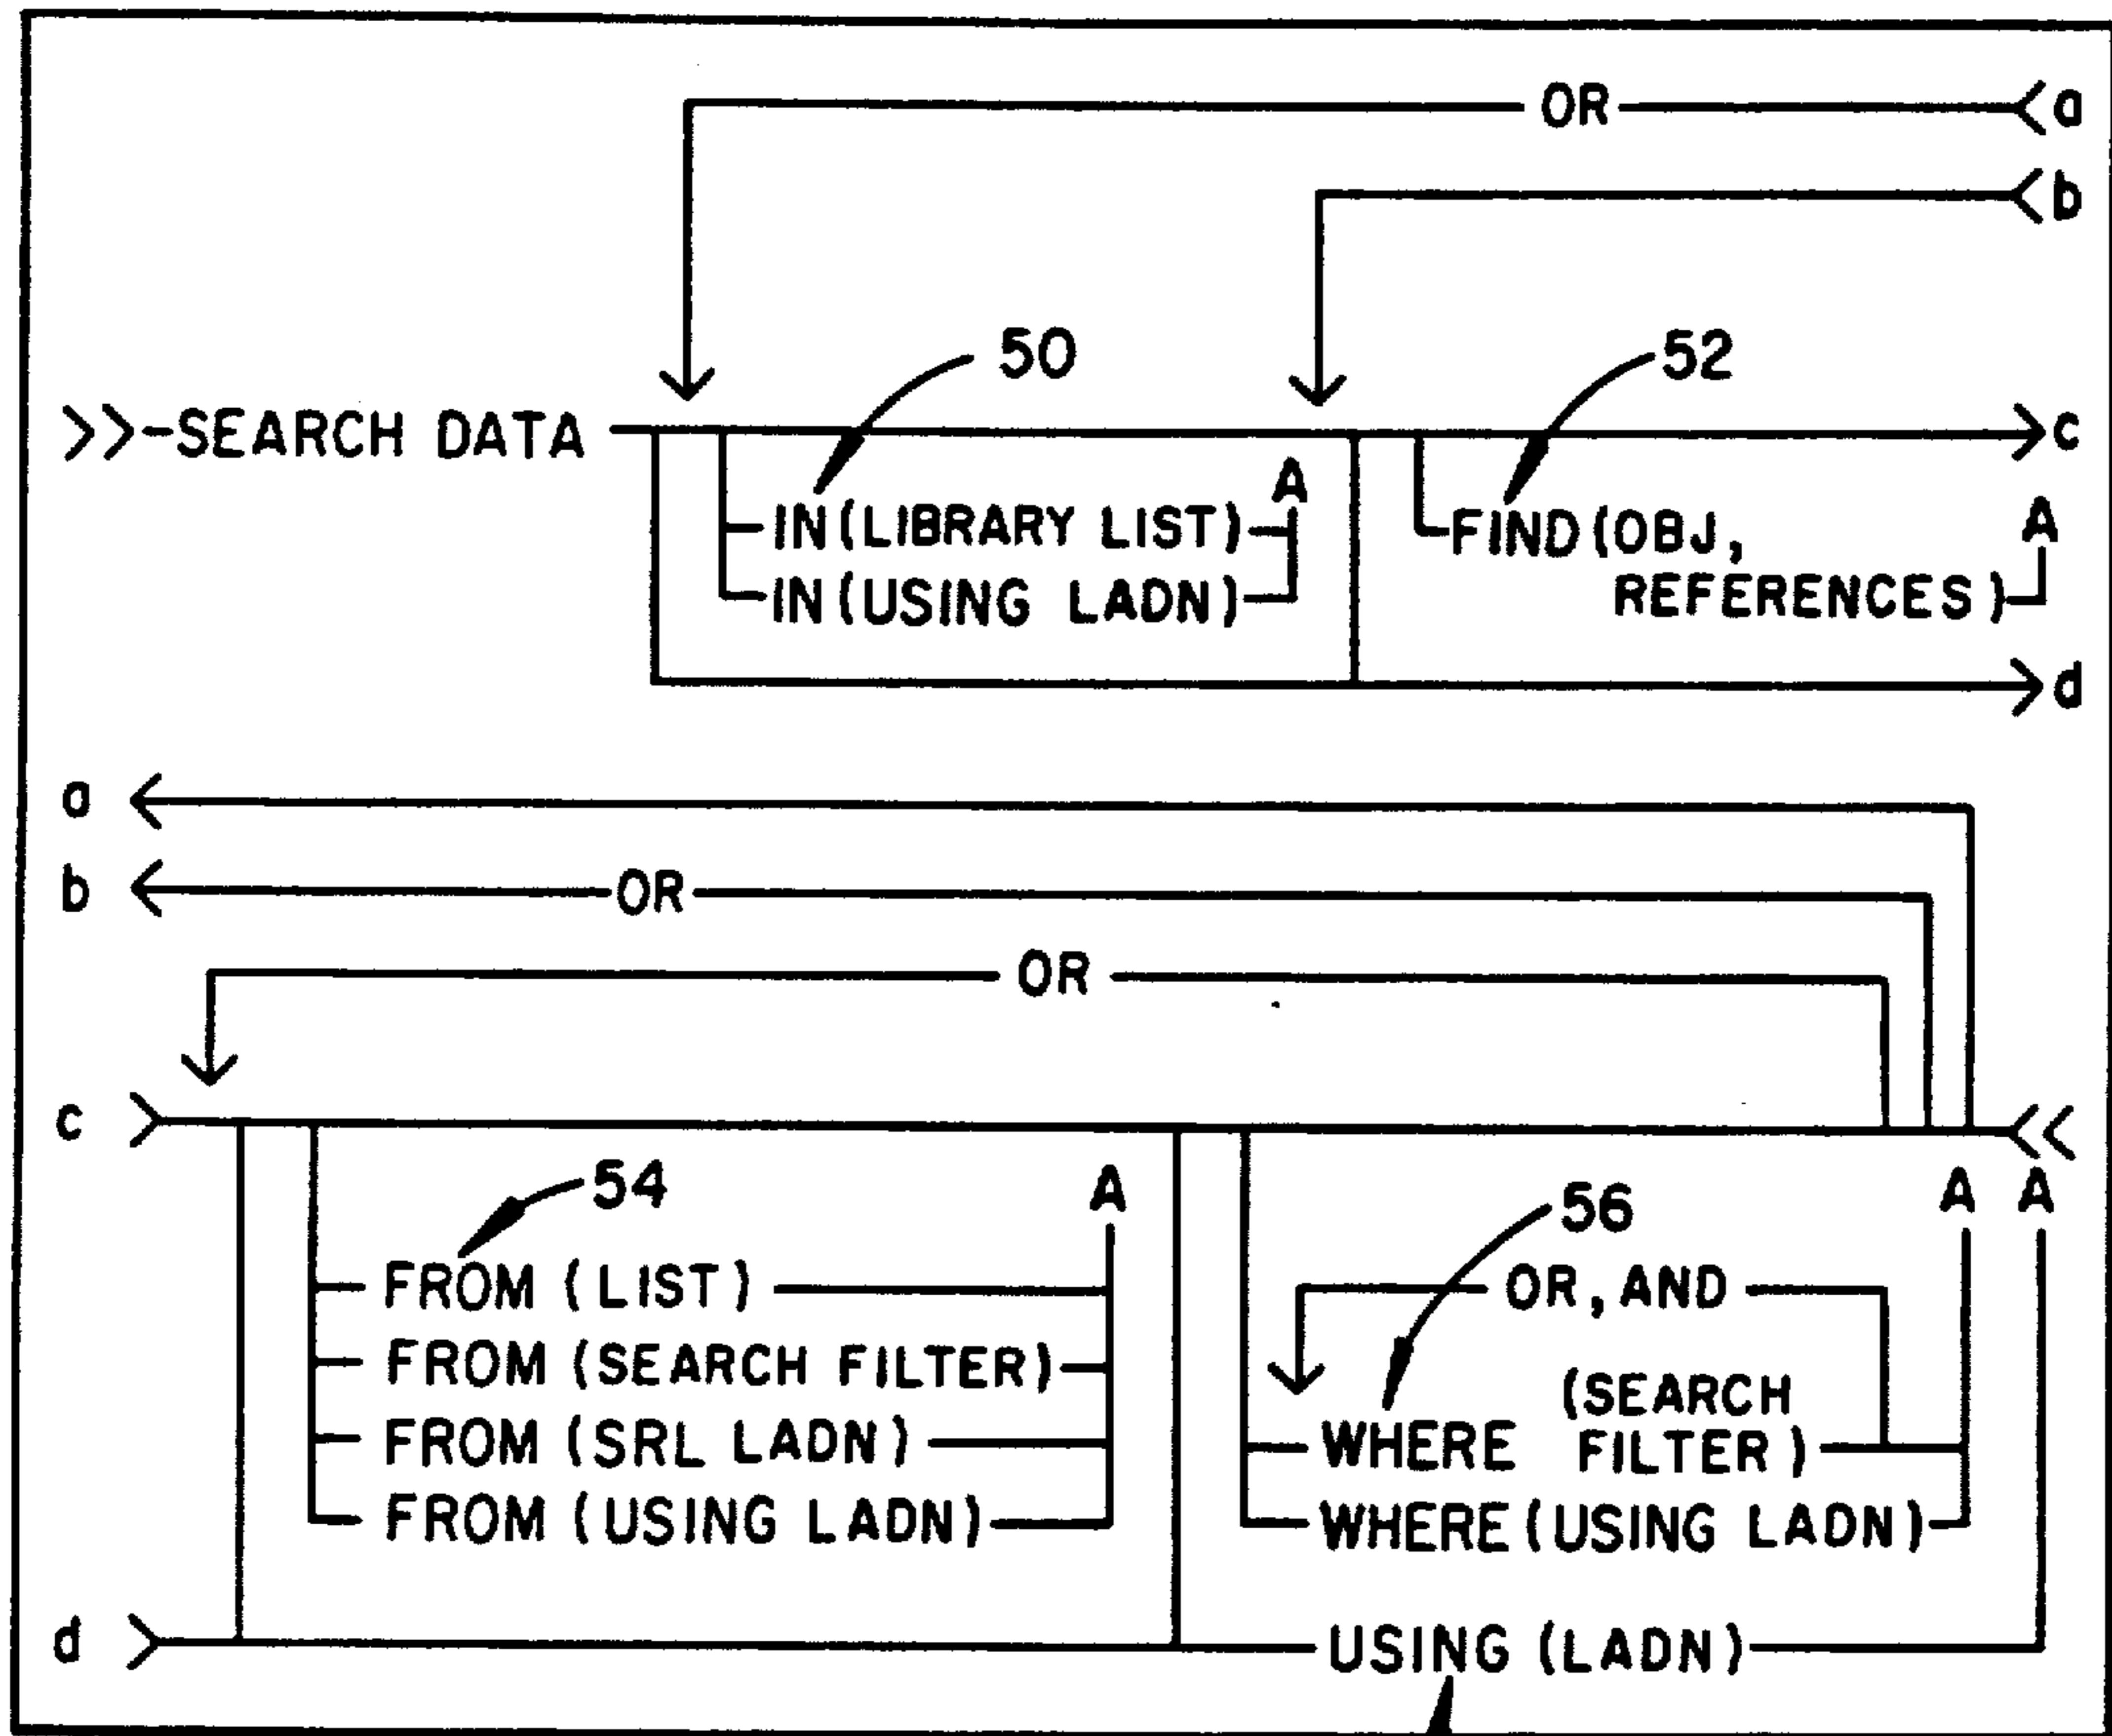 OR <a
<b
50 52
>>-SEARCH DATA >c
A
IN(LIBRARY LIST) FIND(OBJ, A
IN(USING LADN) REFERENCES)
>d
a <
b < OR
OR
c > <<
54 A 56 A A
FROM (LIST) OR, AND
FROM (SEARCH FILTER) (SEARCH
FROM (SRL LADN) WHERE FILTER)
FROM (USING LADN) WHERE (USING LADN)
d > USING (LADN)